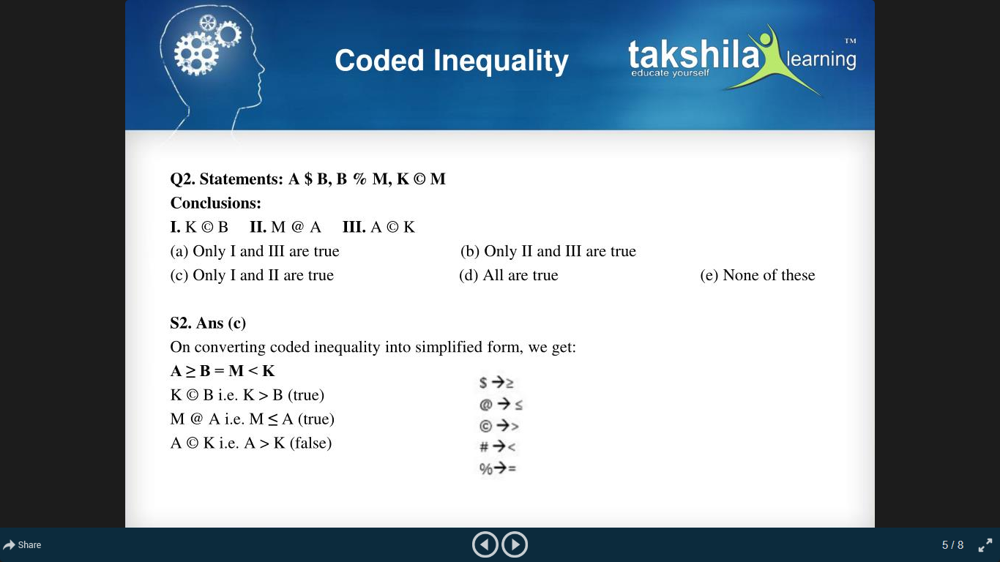 Coded Inequality
takshila learning TM
educate yourself
Q2. Statements: A $ B, B % M, K © M
Conclusions:
I. K © B II. M @ A III. A © K
(a) Only I and III are true (b) Only II and III are true
(c) Only I and II are true (d) All are true (e) None of these
S2. Ans (c)
On converting coded inequality into simplified form, we get:
A ≥ B = M < K
K © B i.e. K > B (true)
M @ A i.e. M ≤ A (true)
A © K i.e. A > K (false)
$ → ≥
@ → ≤
© → >
# → <
% → =
Share
5 / 8